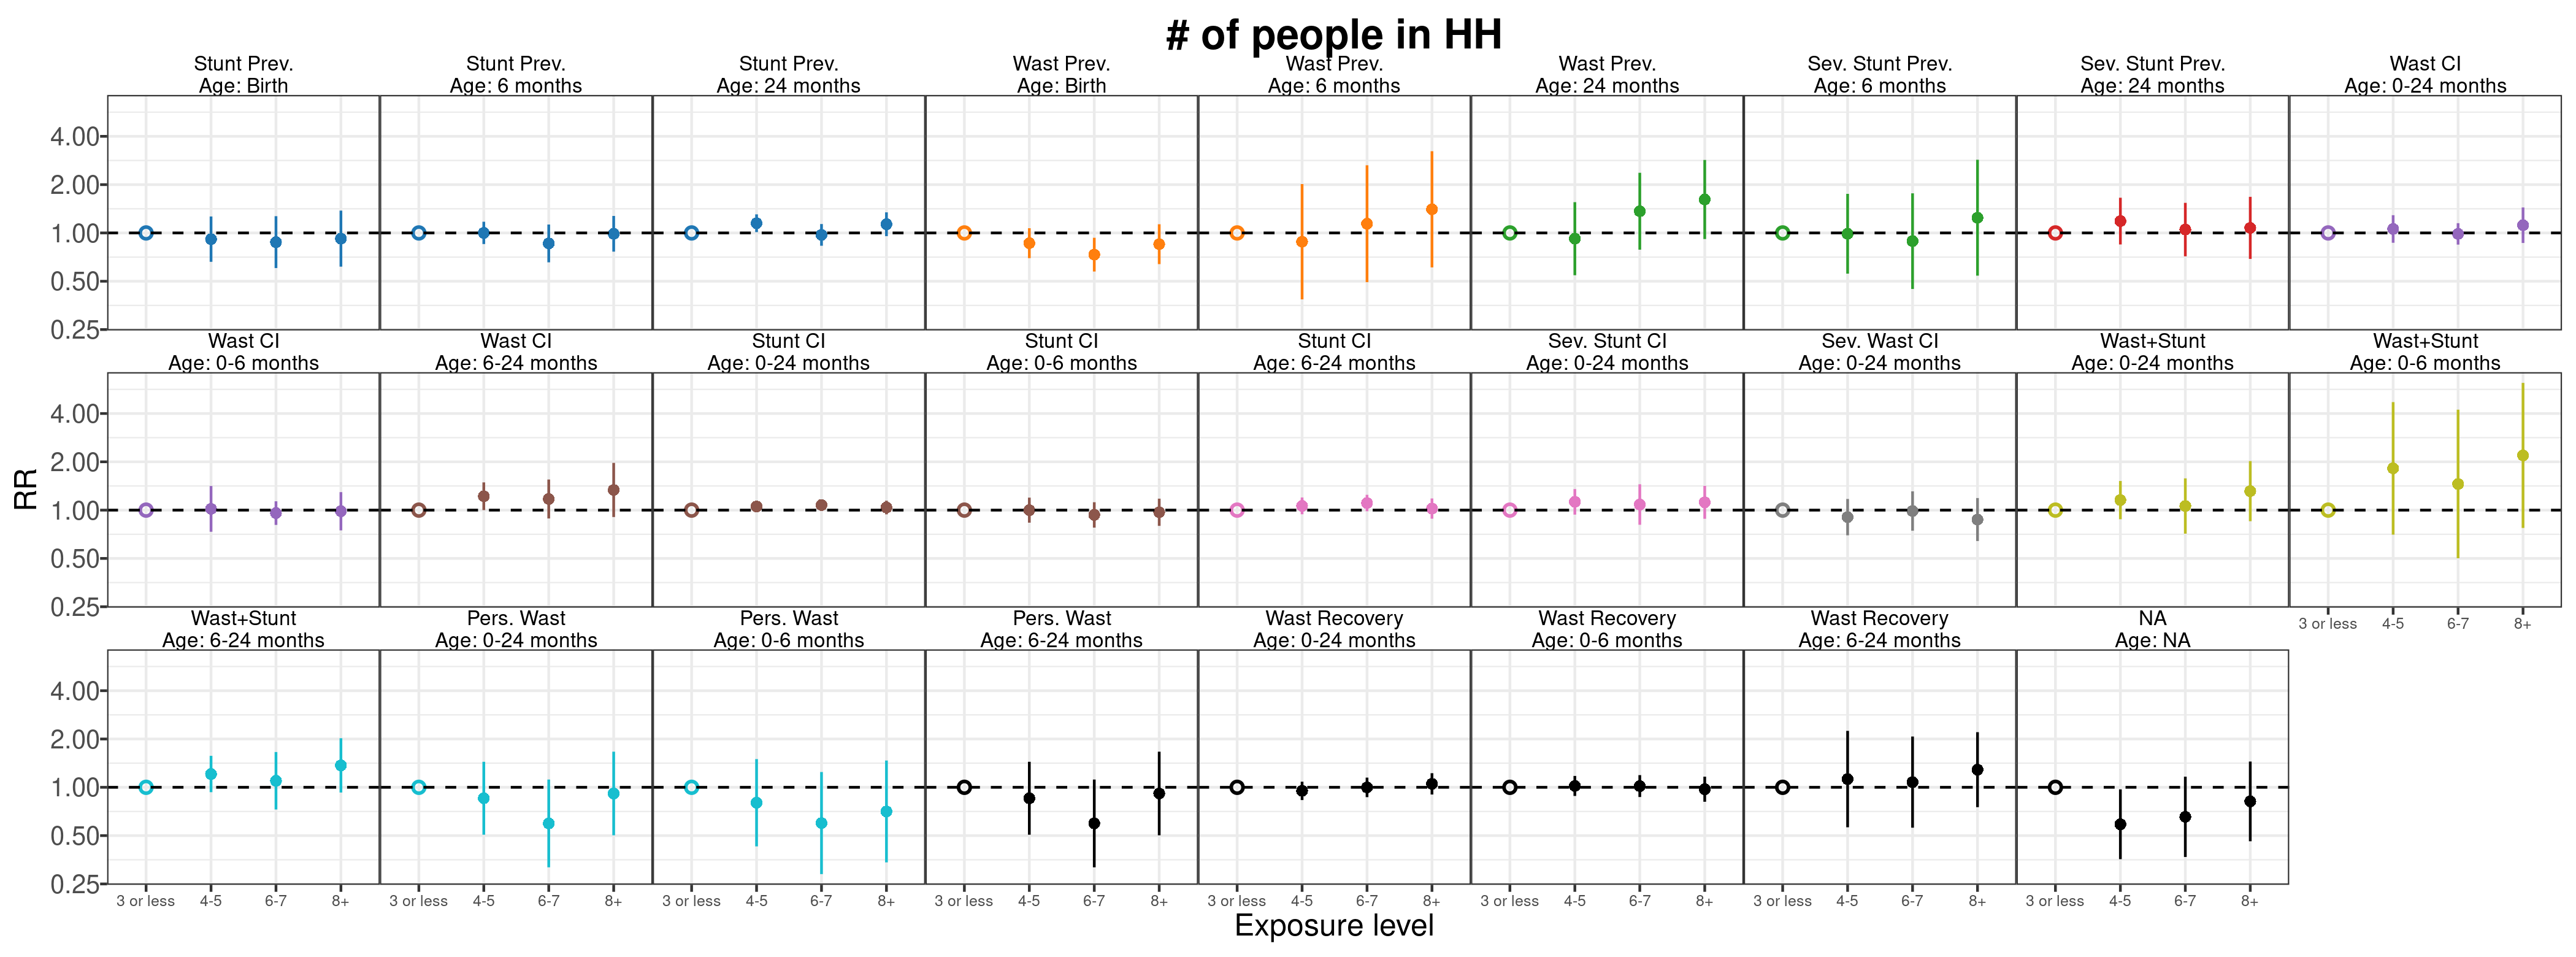 # of people in HH
Stunt Prev.
Age: Birth
Stunt Prev.
Age: 6 months
Stunt Prev.
Age: 24 months
Wast Prev.
Age: Birth
Wast Prev.
Age: 6 months
Wast Prev.
Age: 24 months
Sev. Stunt Prev.
Age: 6 months
Sev. Stunt Prev.
Age: 24 months
Wast CI
Age: 0-24 months
4.00
2.00
1.00
0.50
0.25
Wast CI
Age: 0-6 months
Wast CI
Age: 6-24 months
Stunt CI
Age: 0-24 months
Stunt CI
Age: 0-6 months
Stunt CI
Age: 6-24 months
Sev. Stunt CI
Age: 0-24 months
Sev. Wast CI
Age: 0-24 months
Wast+Stunt
Age: 0-24 months
Wast+Stunt
Age: 0-6 months
4.00
2.00
1.00
0.50
0.25
RR
3 or less 4-5 6-7 8+
Wast+Stunt
Age: 6-24 months
Pers. Wast
Age: 0-24 months
Pers. Wast
Age: 0-6 months
Pers. Wast
Age: 6-24 months
Wast Recovery
Age: 0-24 months
Wast Recovery
Age: 0-6 months
Wast Recovery
Age: 6-24 months
NA
Age: NA
4.00
2.00
1.00
0.50
0.25
3 or less 4-5 6-7 8+
3 or less 4-5 6-7 8+
3 or less 4-5 6-7 8+
3 or less 4-5 6-7 8+
3 or less 4-5 6-7 8+
3 or less 4-5 6-7 8+
3 or less 4-5 6-7 8+
3 or less 4-5 6-7 8+
Exposure level